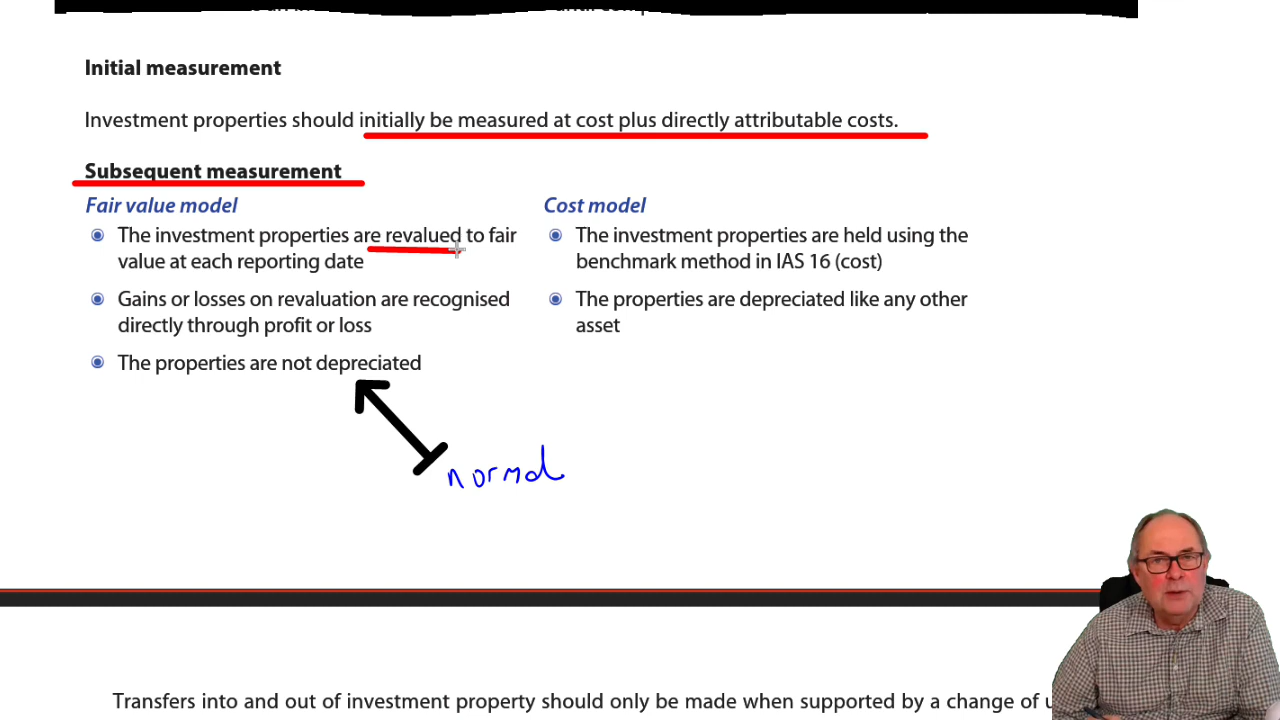 Initial measurement
Investment properties should initially be measured at cost plus directly attributable costs.
Subsequent measurement
Fair value model
The investment properties are revalued to fair
value at each reporting date
Gains or losses on revaluation are recognised
directly through profit or loss
The properties are not depreciated
Cost model
The investment properties are held using the
benchmark method in IAS 16 (cost)
The properties are depreciated like any other
asset
normal
Transfers into and out of investment property should only be made when supported by a change of